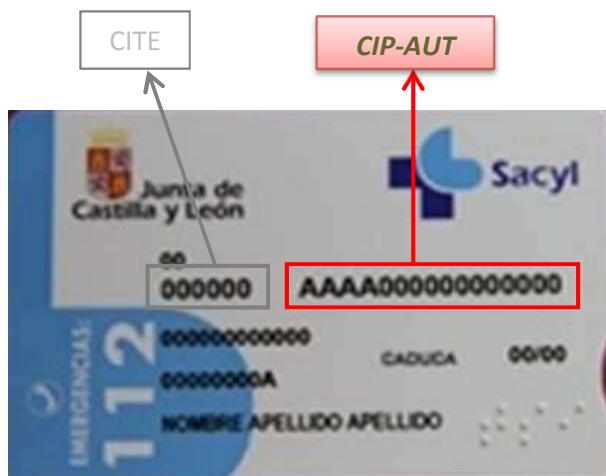 CITE CIP-AUT
Junta de
Castilla y León
Sacyl
00
000000 AAAA000000000000
000000000000
CADUCA 00/00
00000000A
NOMBRE APELLIDO APELLIDO
EMERGENCIAS:
112